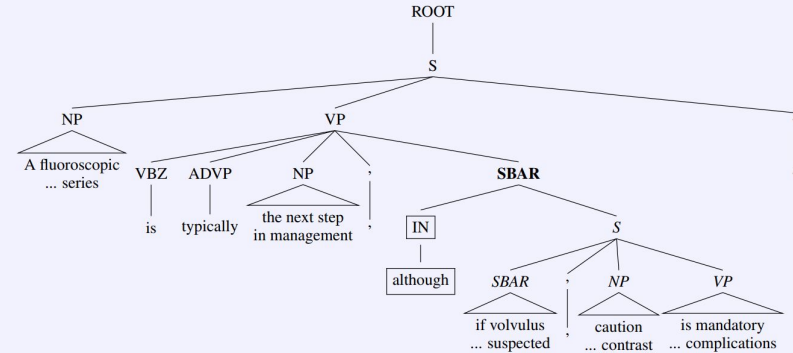 ROOT
S
NP VP
A fluoroscopic
... series
VBZ ADVP NP , SBAR
is typically the next step
in management ,
IN S
although
SBAR , NP VP
if volvulus
... suspected
,
caution
... contrast
is mandatory
... complications